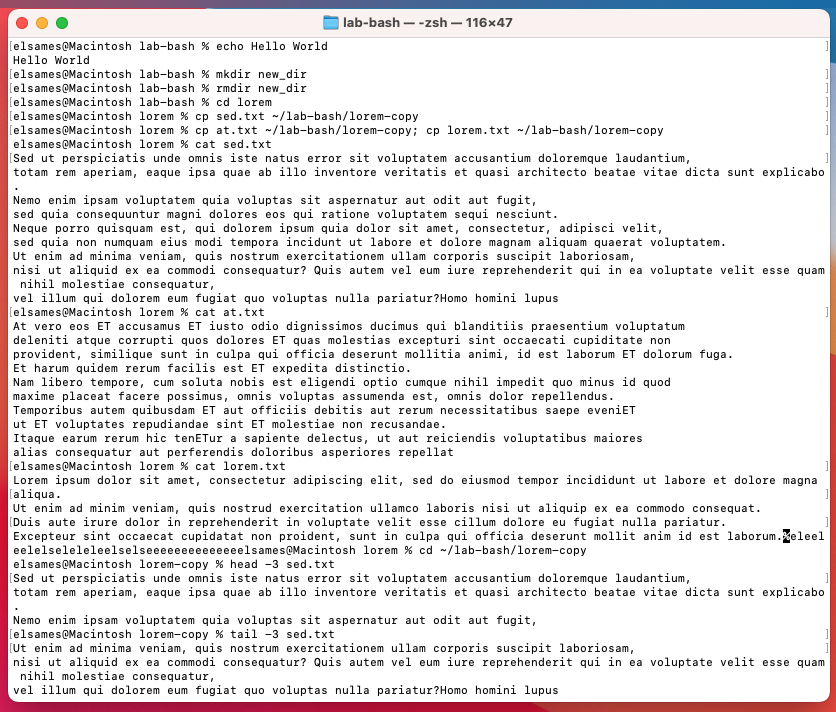 lab-bash — -zsh — 116×47
[elsames@Macintosh lab-bash % echo Hello World ]
Hello World
[elsames@Macintosh lab-bash % mkdir new_dir ]
[elsames@Macintosh lab-bash % rmdir new_dir ]
[elsames@Macintosh lab-bash % cd lorem ]
[elsames@Macintosh lorem % cp sed.txt ~/lab-bash/lorem-copy ]
[elsames@Macintosh lorem % cp at.txt ~/lab-bash/lorem-copy; cp lorem.txt ~/lab-bash/lorem-copy ]
elsames@Macintosh lorem % cat sed.txt
[Sed ut perspiciatis unde omnis iste natus error sit voluptatem accusantium doloremque laudantium, ]
totam rem aperiam, eaque ipsa quae ab illo inventore veritatis et quasi architecto beatae vitae dicta sunt explicabo
.
Nemo enim ipsam voluptatem quia voluptas sit aspernatur aut odit aut fugit,
sed quia consequuntur magni dolores eos qui ratione voluptatem sequi nesciunt.
Neque porro quisquam est, qui dolorem ipsum quia dolor sit amet, consectetur, adipisci velit,
sed quia non numquam eius modi tempora incidunt ut labore et dolore magnam aliquam quaerat voluptatem.
Ut enim ad minima veniam, quis nostrum exercitationem ullam corporis suscipit laboriosam,
nisi ut aliquid ex ea commodi consequatur? Quis autem vel eum iure reprehenderit qui in ea voluptate velit esse quam
nihil molestiae consequatur,
vel illum qui dolorem eum fugiat quo voluptas nulla pariatur?Homo homini lupus
[elsames@Macintosh lorem % cat at.txt ]
At vero eos ET accusamus ET iusto odio dignissimos ducimus qui blanditiis praesentium voluptatum
deleniti atque corrupti quos dolores ET quas molestias excepturi sint occaecati cupiditate non
provident, similique sunt in culpa qui officia deserunt mollitia animi, id est laborum ET dolorum fuga.
Et harum quidem rerum facilis est ET expedita distinctio.
Nam libero tempore, cum soluta nobis est eligendi optio cumque nihil impedit quo minus id quod
maxime placeat facere possimus, omnis voluptas assumenda est, omnis dolor repellendus.
Temporibus autem quibusdam ET aut officiis debitis aut rerum necessitatibus saepe eveniET
ut ET voluptates repudiandae sint ET molestiae non recusandae.
Itaque earum rerum hic tenETur a sapiente delectus, ut aut reiciendis voluptatibus maiores
alias consequatur aut perferendis doloribus asperiores repellat
[elsames@Macintosh lorem % cat lorem.txt ]
Lorem ipsum dolor sit amet, consectetur adipiscing elit, sed do eiusmod tempor incididunt ut labore et dolore magna
[aliqua. ]
Ut enim ad minim veniam, quis nostrud exercitation ullamco laboris nisi ut aliquip ex ea commodo consequat.
[Duis aute irure dolor in reprehenderit in voluptate velit esse cillum dolore eu fugiat nulla pariatur. ]
Excepteur sint occaecat cupidatat non proident, sunt in culpa qui officia deserunt mollit anim id est laborum.%eleel
eelelseleleleelselseeeeeeeeeeeeeelsames@Macintosh lorem % cd ~/lab-bash/lorem-copy
elsames@Macintosh lorem-copy % head -3 sed.txt
[Sed ut perspiciatis unde omnis iste natus error sit voluptatem accusantium doloremque laudantium, ]
totam rem aperiam, eaque ipsa quae ab illo inventore veritatis et quasi architecto beatae vitae dicta sunt explicabo
.
Nemo enim ipsam voluptatem quia voluptas sit aspernatur aut odit aut fugit,
[elsames@Macintosh lorem-copy % tail -3 sed.txt ]
[Ut enim ad minima veniam, quis nostrum exercitationem ullam corporis suscipit laboriosam, ]
nisi ut aliquid ex ea commodi consequatur? Quis autem vel eum iure reprehenderit qui in ea voluptate velit esse quam
nihil molestiae consequatur,
vel illum qui dolorem eum fugiat quo voluptas nulla pariatur?Homo homini lupus